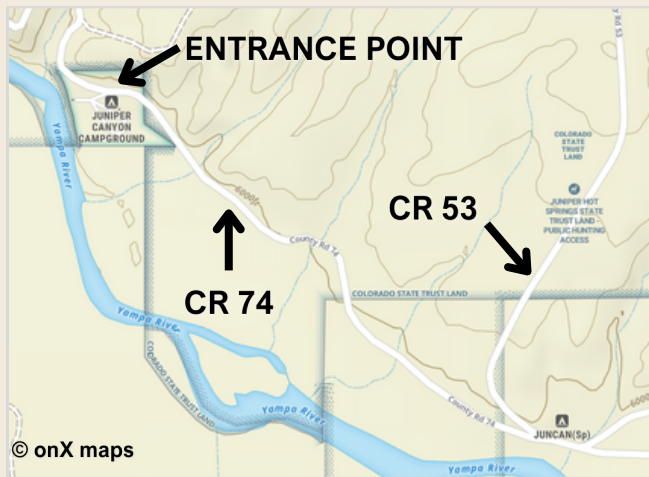 ENTRANCE POINT
JUNIPER
CANYON
CAMPGROUND
Yampa River
COLORADO
STATE
TRUST
LAND
CR 53
JUNIPER HOT
SPRINGS STATE
TRUST LAND -
PUBLIC HUNTING
ACCESS
6000ft
County Rd 74
CR 74
COLORADO STATE TRUST LAND
Yampa River
COLORADO STATE TRUST LAND
Yampa River
County Rd 74
JUNCAN(Sp)
© onX maps
Yampa River